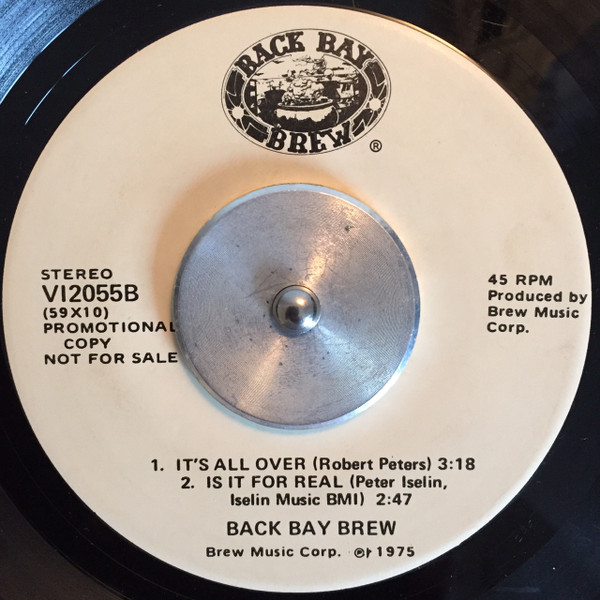 BACK BAY
BREW
®
STEREO
VI2055B
(59X10)
PROMOTIONAL
COPY
NOT FOR SALE
45 RPM
Produced by
Brew Music
Corp.
1. IT'S ALL OVER (Robert Peters) 3:18
2. IS IT FOR REAL (Peter Iselin,
Iselin Music BMI) 2:47
BACK BAY BREW
Brew Music Corp. ℗ 1975